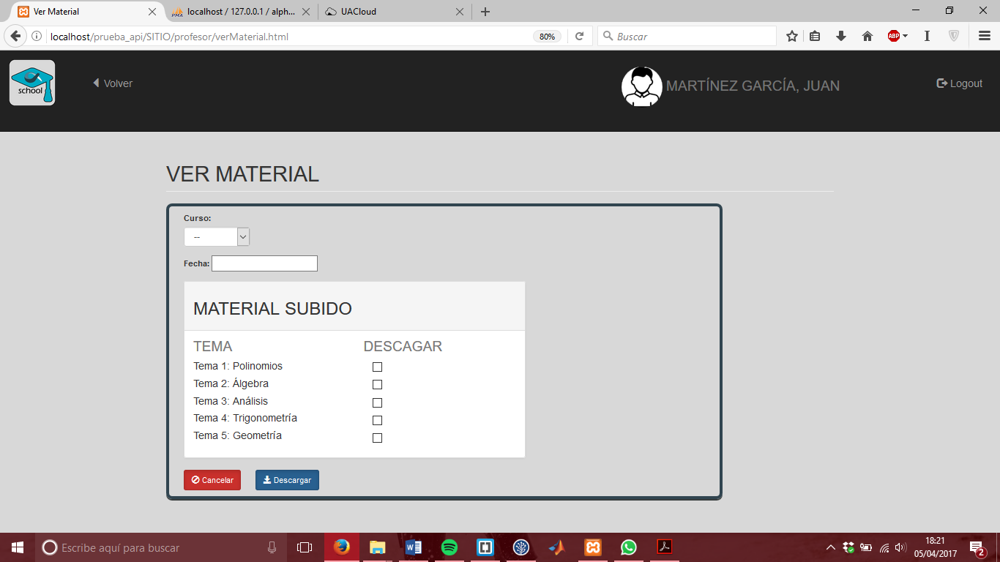 Ver Material
localhost / 127.0.0.1 / alph...
UACloud
localhost/prueba_api/SITIO/profesor/verMaterial.html
80%
Buscar
ABP
school
Volver
MARTÍNEZ GARCÍA, JUAN
Logout
VER MATERIAL
Curso:
--
Fecha:
MATERIAL SUBIDO
TEMA DESCAGAR
Tema 1: Polinomios
Tema 2: Álgebra
Tema 3: Análisis
Tema 4: Trigonometría
Tema 5: Geometría
Cancelar Descargar
Escribe aquí para buscar
18:21
05/04/2017
2